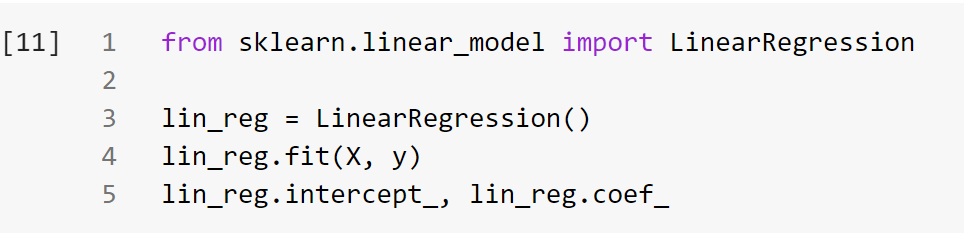 [11] 1 from sklearn.linear_model import LinearRegression
2
3 lin_reg = LinearRegression()
4 lin_reg.fit(X, y)
5 lin_reg.intercept_, lin_reg.coef_